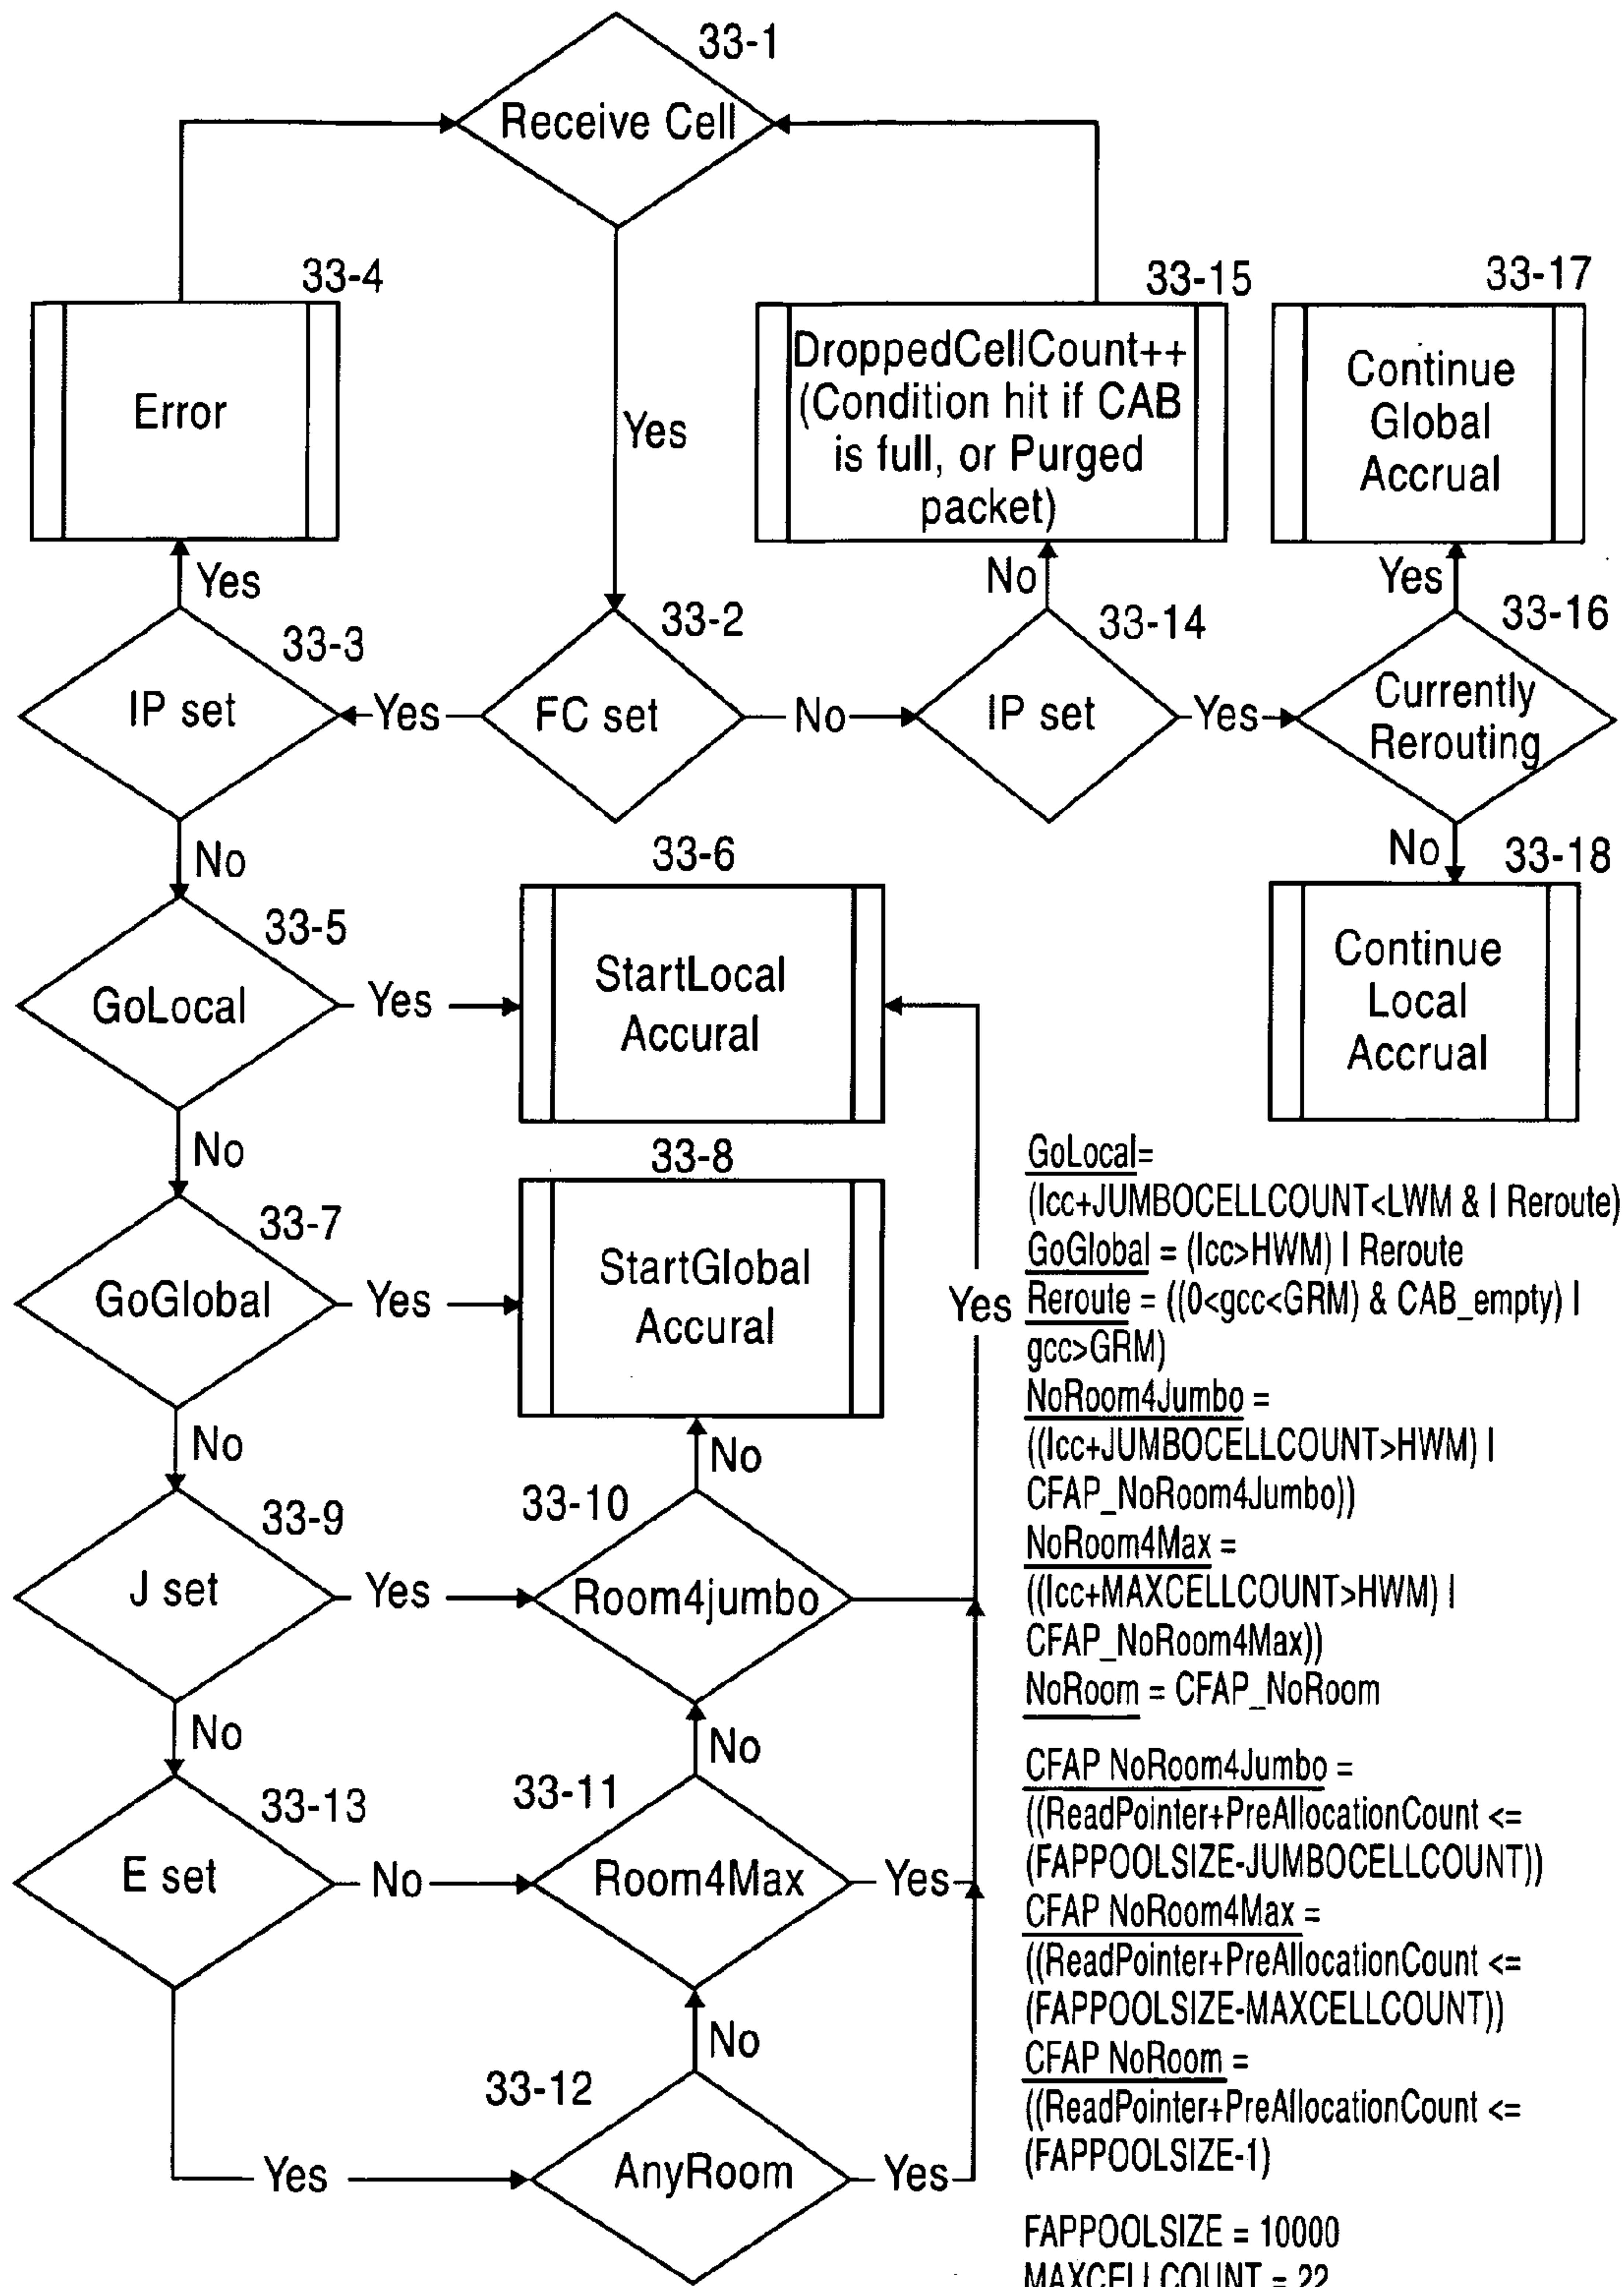 33-1
Receive Cell
33-4
Error
33-15
DroppedCellCount++
(Condition hit if CAB
is full, or Purged
packet)
33-17
Continue
Global
Accrual
Yes
Yes
No
Yes
33-3
IP set
Yes
33-2
FC set
No
33-14
IP set
Yes
33-16
Currently
Rerouting
No
No
33-18
Continue
Local
Accrual
33-5
GoLocal
Yes
33-6
StartLocal
Accural
No
33-7
GoGlobal
Yes
33-8
StartGlobal
Accural
Yes
No
No
33-9
J set
Yes
33-10
Room4jumbo
No
No
33-13
E set
No
33-11
Room4Max
Yes
No
Yes
33-12
AnyRoom
Yes
GoLocal=
(lcc+JUMBOCELLCOUNT<LWM & | Reroute)
GoGlobal = (lcc>HWM) | Reroute
Reroute = ((0<gcc<GRM) & CAB_empty) |
gcc>GRM)
NoRoom4Jumbo =
((lcc+JUMBOCELLCOUNT>HWM) |
CFAP_NoRoom4Jumbo))
NoRoom4Max =
((lcc+MAXCELLCOUNT>HWM) |
CFAP_NoRoom4Max))
NoRoom = CFAP_NoRoom
CFAP NoRoom4Jumbo =
((ReadPointer+PreAllocationCount <=
(FAPPOOLSIZE-JUMBOCELLCOUNT))
CFAP NoRoom4Max =
((ReadPointer+PreAllocationCount <=
(FAPPOOLSIZE-MAXCELLCOUNT))
CFAP NoRoom =
((ReadPointer+PreAllocationCount <=
(FAPPOOLSIZE-1)
FAPPOOLSIZE = 10000
MAXCELLCOUNT = 22